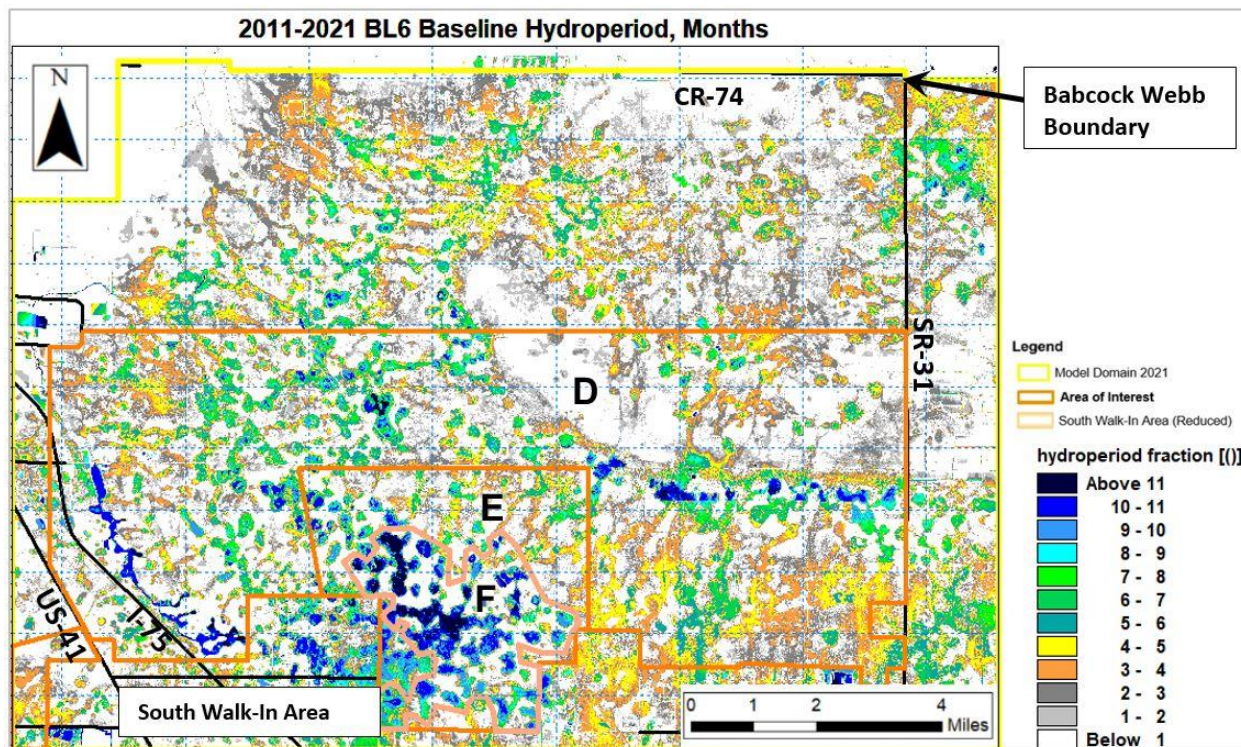 2011-2021 BL6 Baseline Hydroperiod, Months
N
CR-74
Babcock Webb
Boundary
SR-31
D
E
F
US-41
I-75
South Walk-In Area
0 1 2 4
Miles
Legend
Model Domain 2021
Area of Interest
South Walk-In Area (Reduced)
hydroperiod fraction [()]
Above 11
10 - 11
9 - 10
8 - 9
7 - 8
6 - 7
5 - 6
4 - 5
3 - 4
2 - 3
1 - 2
Below 1